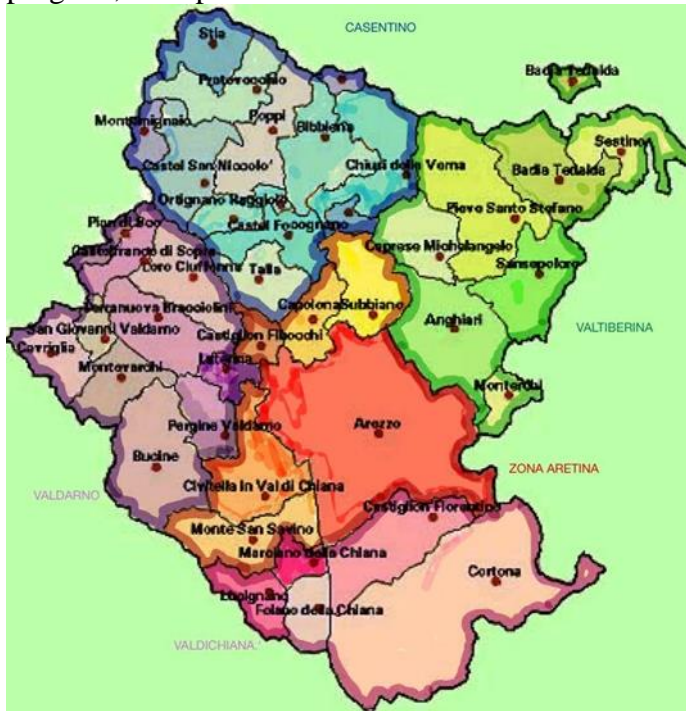 CASENTINO
Stia
Badia Tedalda
Pratovecchio
Montemignaio
Poppi
Bibbiena
Sestino
Castel San Niccolo'
Chiusi della Verna
Badia Tedalda
Ortignano Raggiolo
Pieve Santo Stefano
Pian di Sco'
Castel Focognano
Castelfranco di Sopra
Caprese Michelangelo
Loro Ciuffenna
Talla
Sansepolcro
Terranuova Bracciolini
Capolona
Subbiano
San Giovanni Valdarno
Anghiari
VALTIBERINA
Castiglion Fibocchi
Cavriglia
Laterina
Montevarchi
Monterchi
Pergine Valdarno
Arezzo
Bucine
ZONA ARETINA
Civitella in Val di Chiana
VALDARNO
Castiglion Fiorentino
Monte San Savino
Marciano della Chiana
Cortona
Lucignano
Foiano della Chiana
VALDICHIANA.'